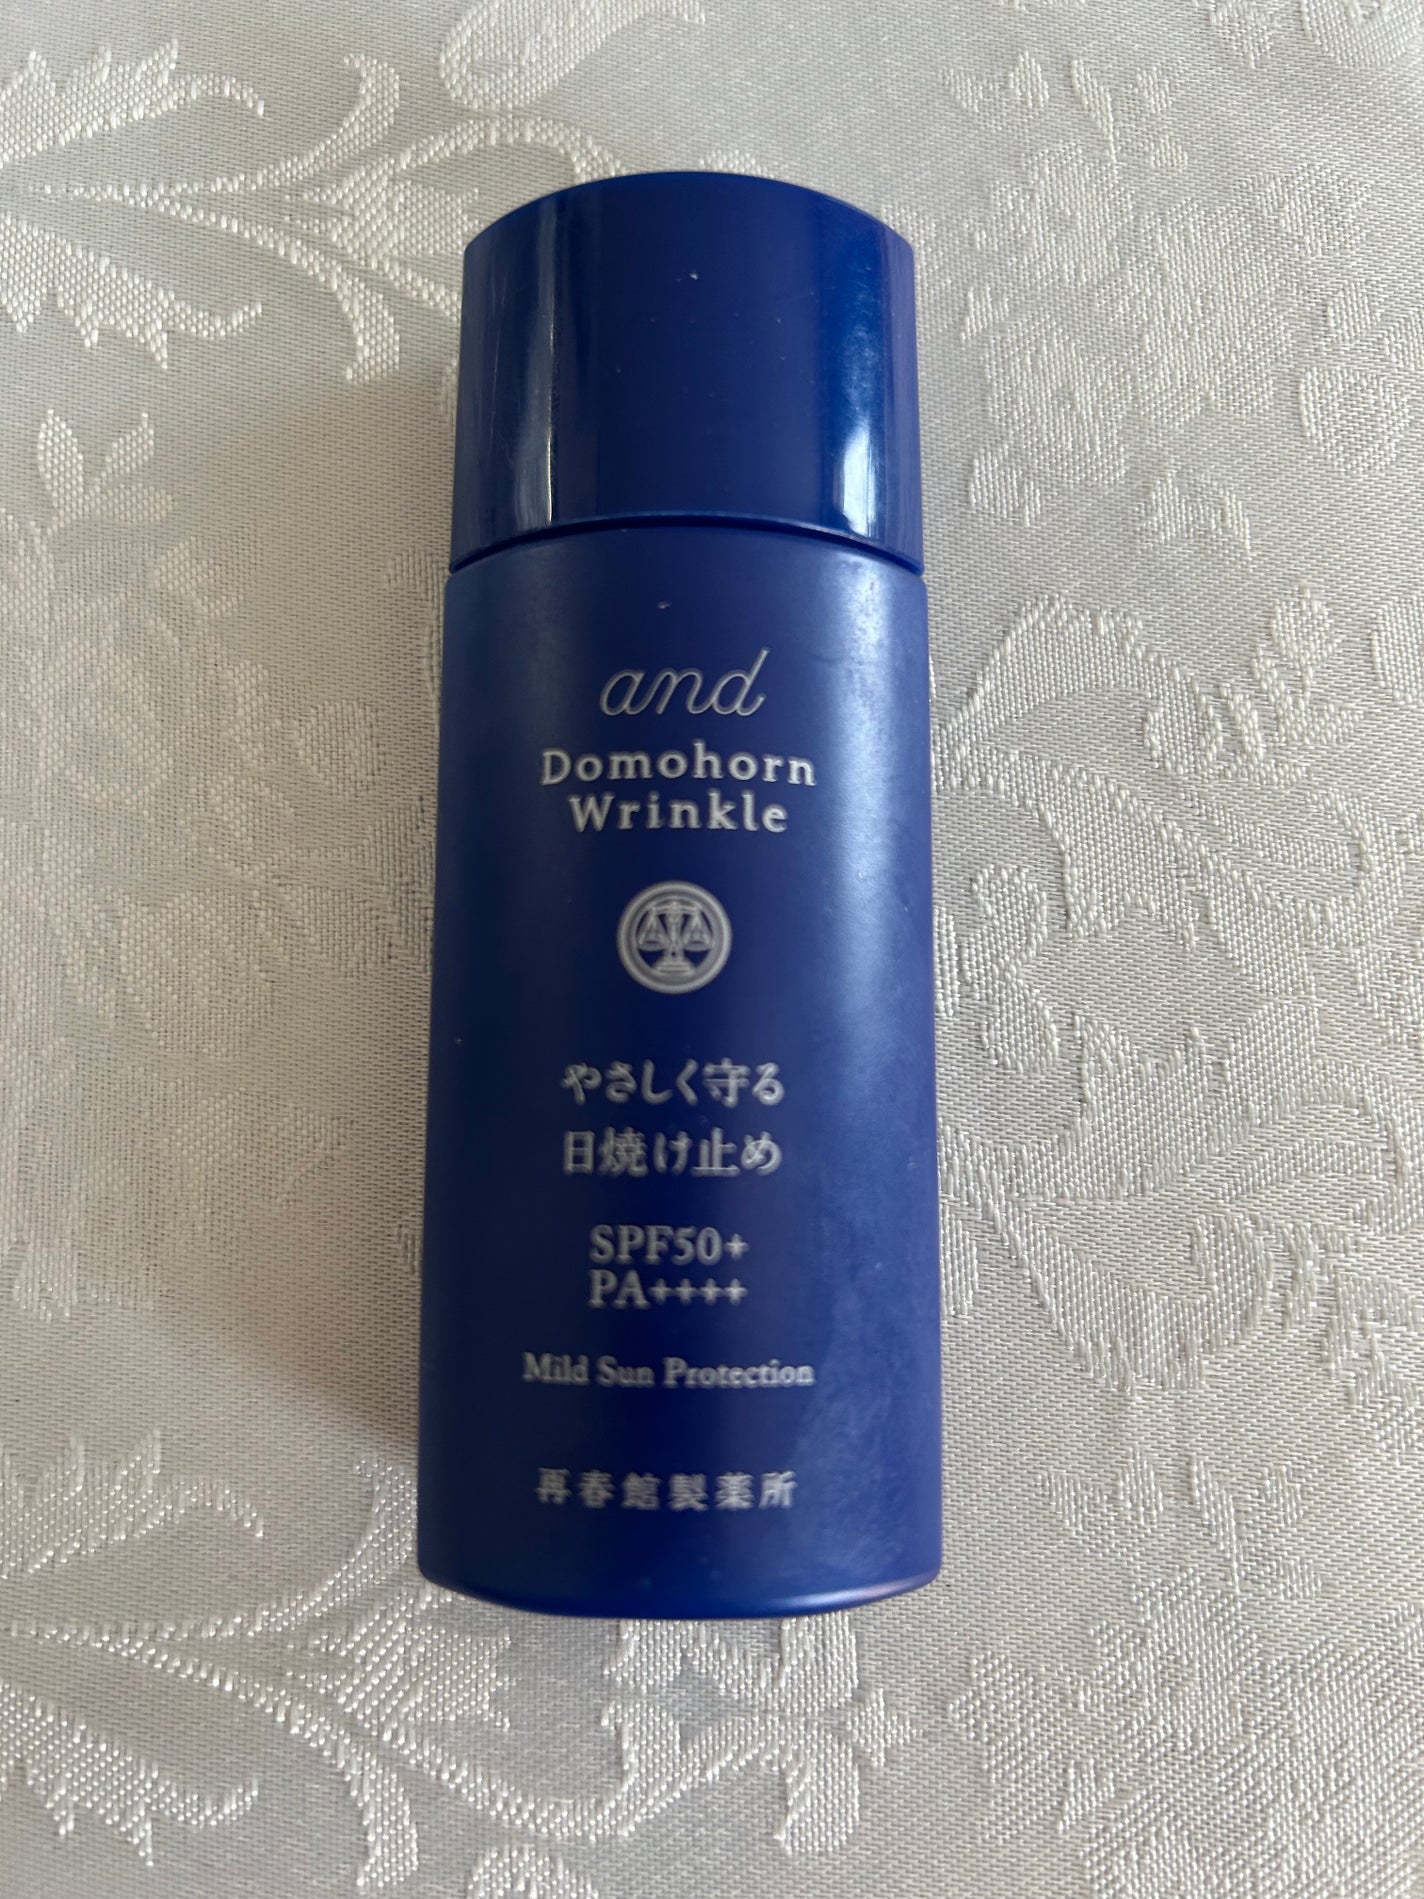 and
Domohorn
Wrinkle
やさしく守る
日焼け止め
SPF50+
PA++++
Mild Sun Protection
再春館製薬所